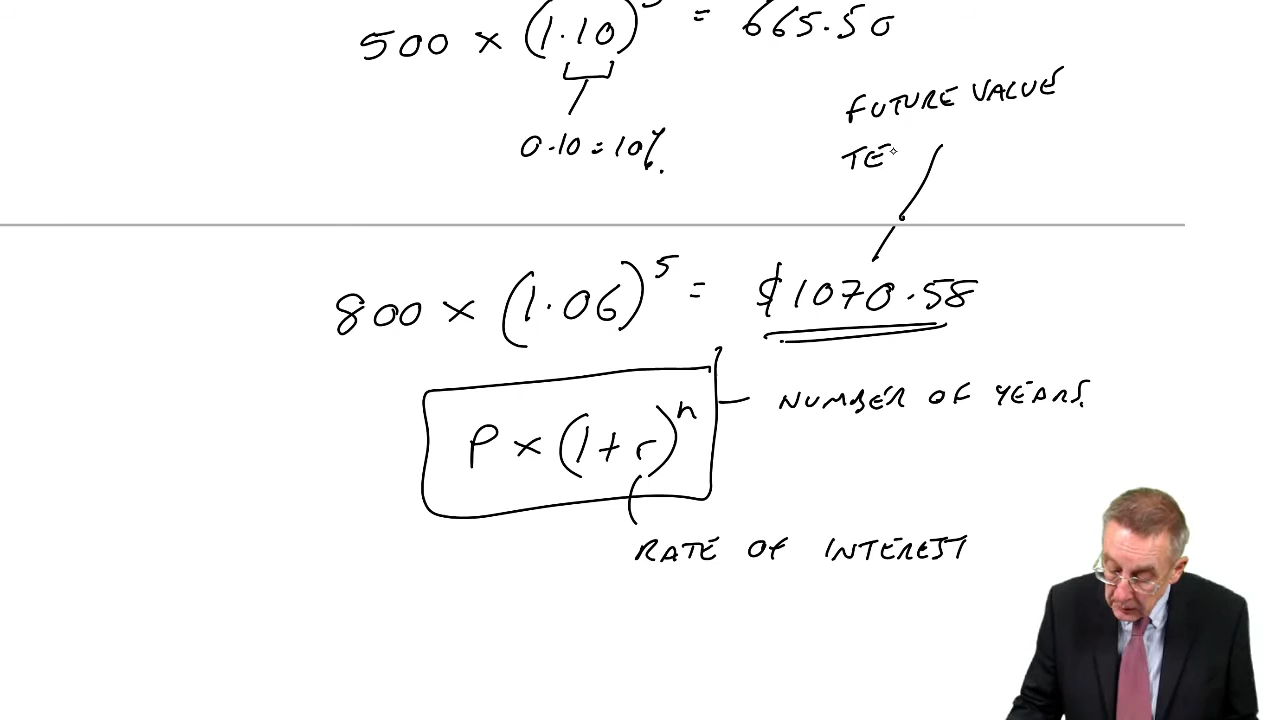 500 × (1.10)³ = 665.50
0.10 = 10%.
FUTURE VALUE
TE
800 × (1.06)⁵ = $1070.58
P × (1 + r)ⁿ
NUMBER OF YEARS.
RATE OF INTEREST